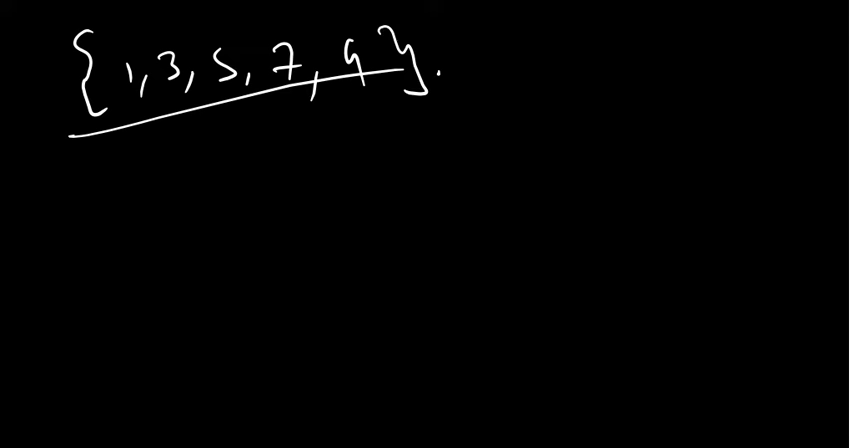 {1, 3, 5, 7, 9}.